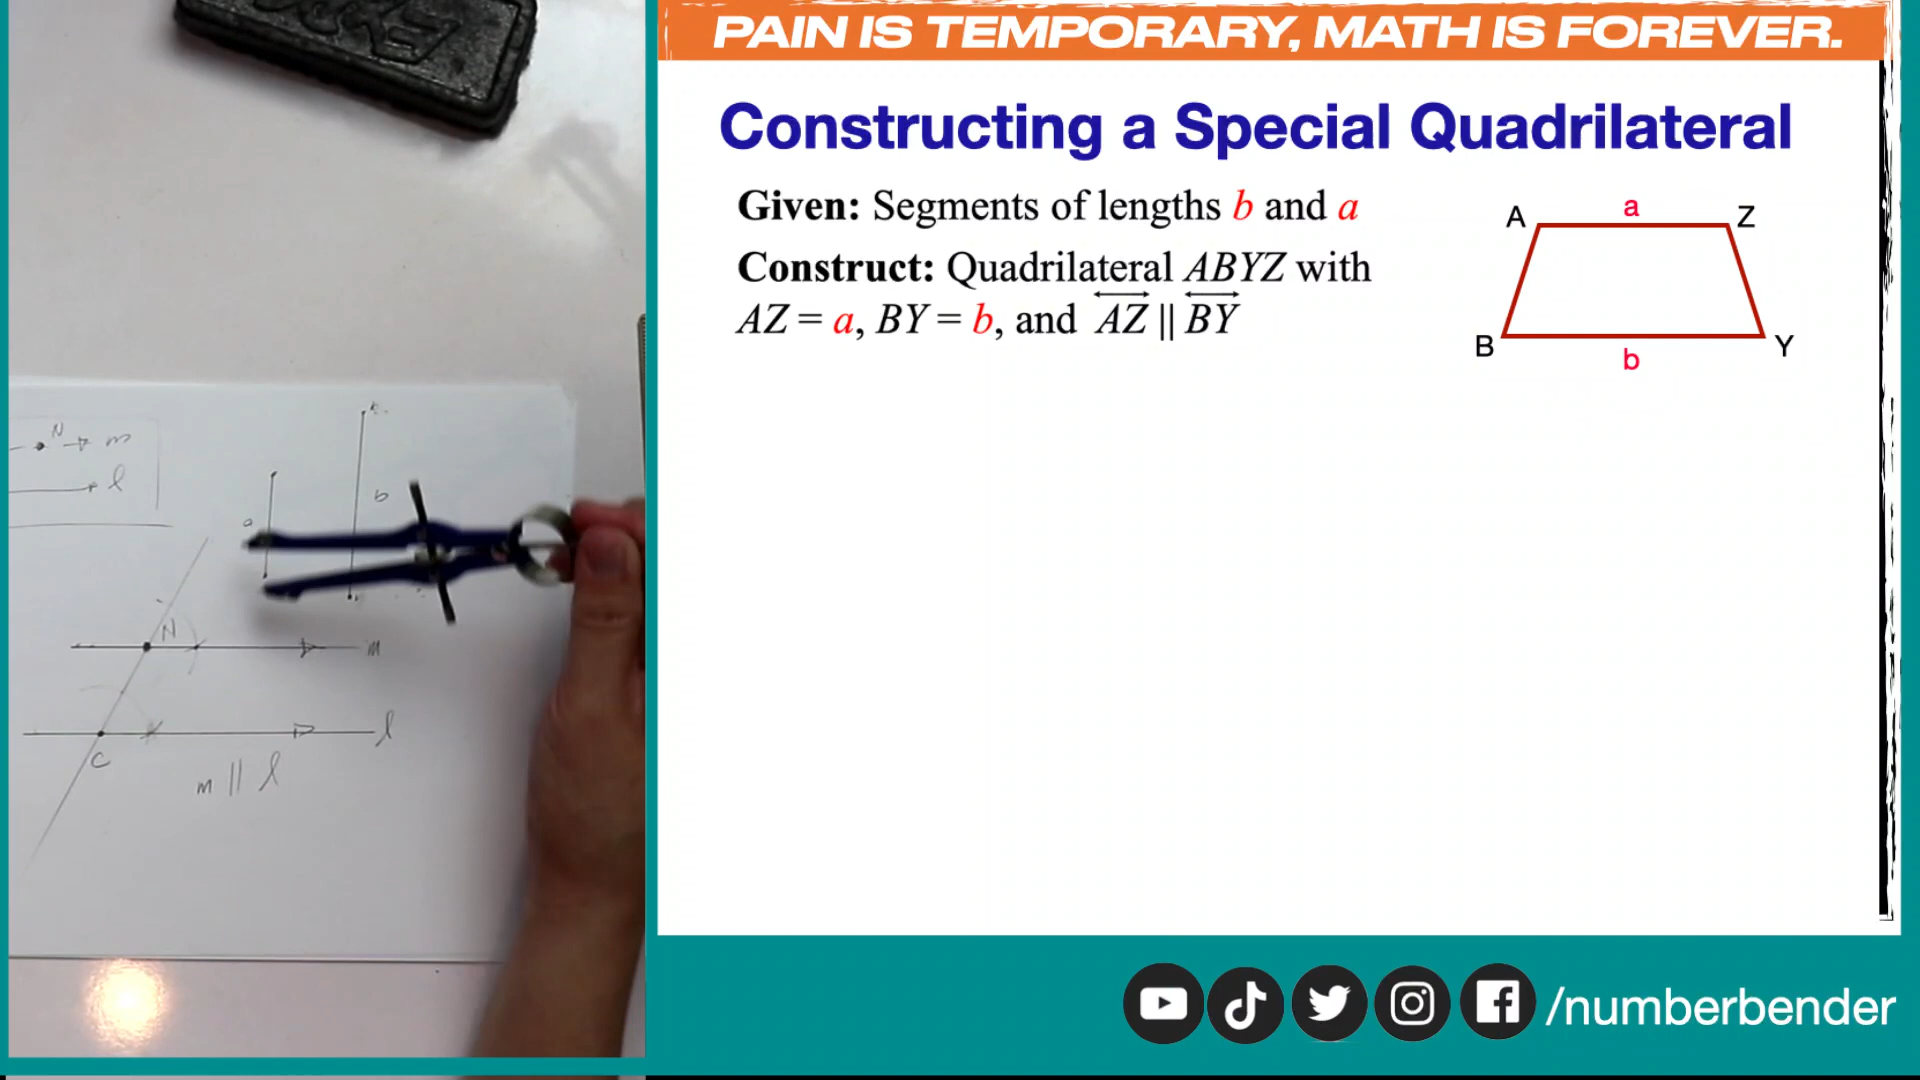 PAIN IS TEMPORARY, MATH IS FOREVER.
Constructing a Special Quadrilateral
Given: Segments of lengths b and a
Construct: Quadrilateral ABYZ with
AZ = a, BY = b, and AZ || BY
A a Z
B b Y
EXPO
N m
l
b
a
N m
l
C
m || l
/numberbender